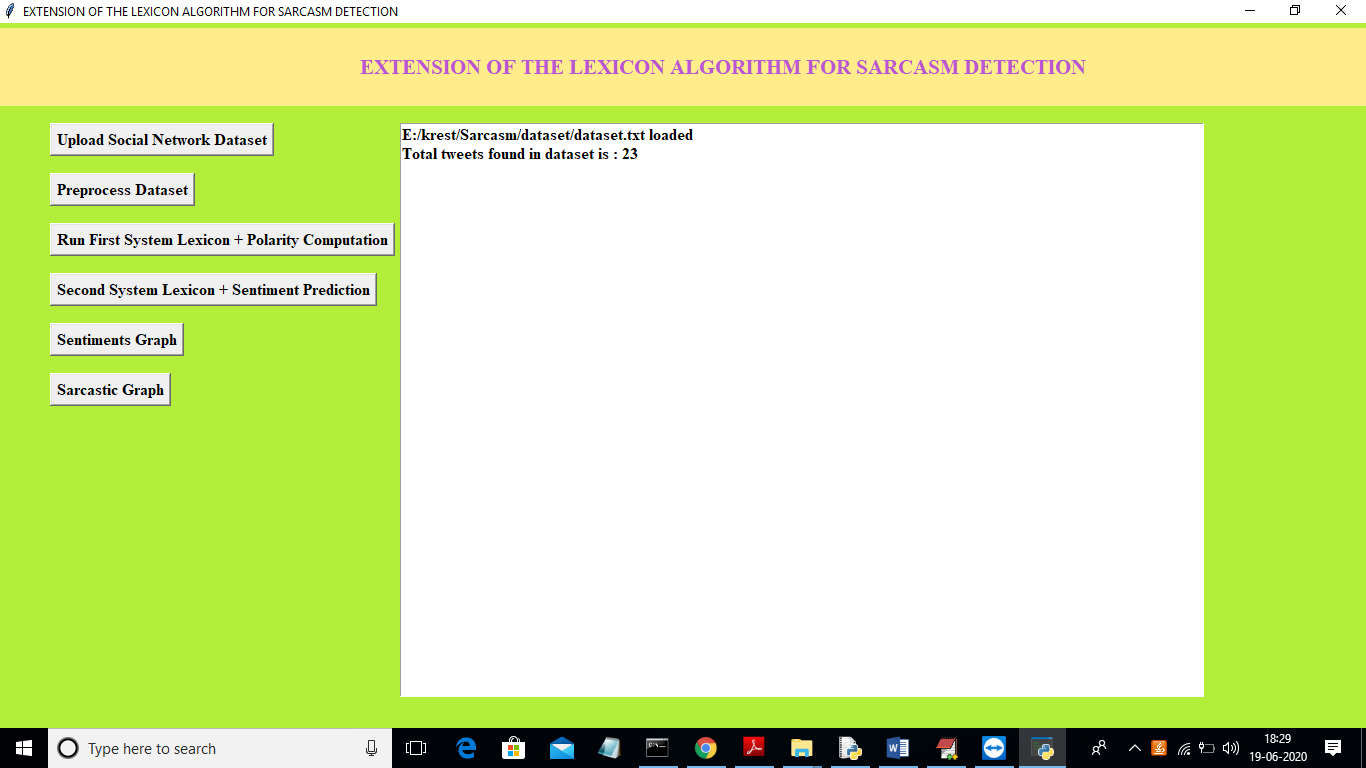 EXTENSION OF THE LEXICON ALGORITHM FOR SARCASM DETECTION
EXTENSION OF THE LEXICON ALGORITHM FOR SARCASM DETECTION
Upload Social Network Dataset
Preprocess Dataset
Run First System Lexicon + Polarity Computation
Second System Lexicon + Sentiment Prediction
Sentiments Graph
Sarcastic Graph
E:/krest/Sarcasm/dataset/dataset.txt loaded
Total tweets found in dataset is : 23
Type here to search
18:29
19-06-2020